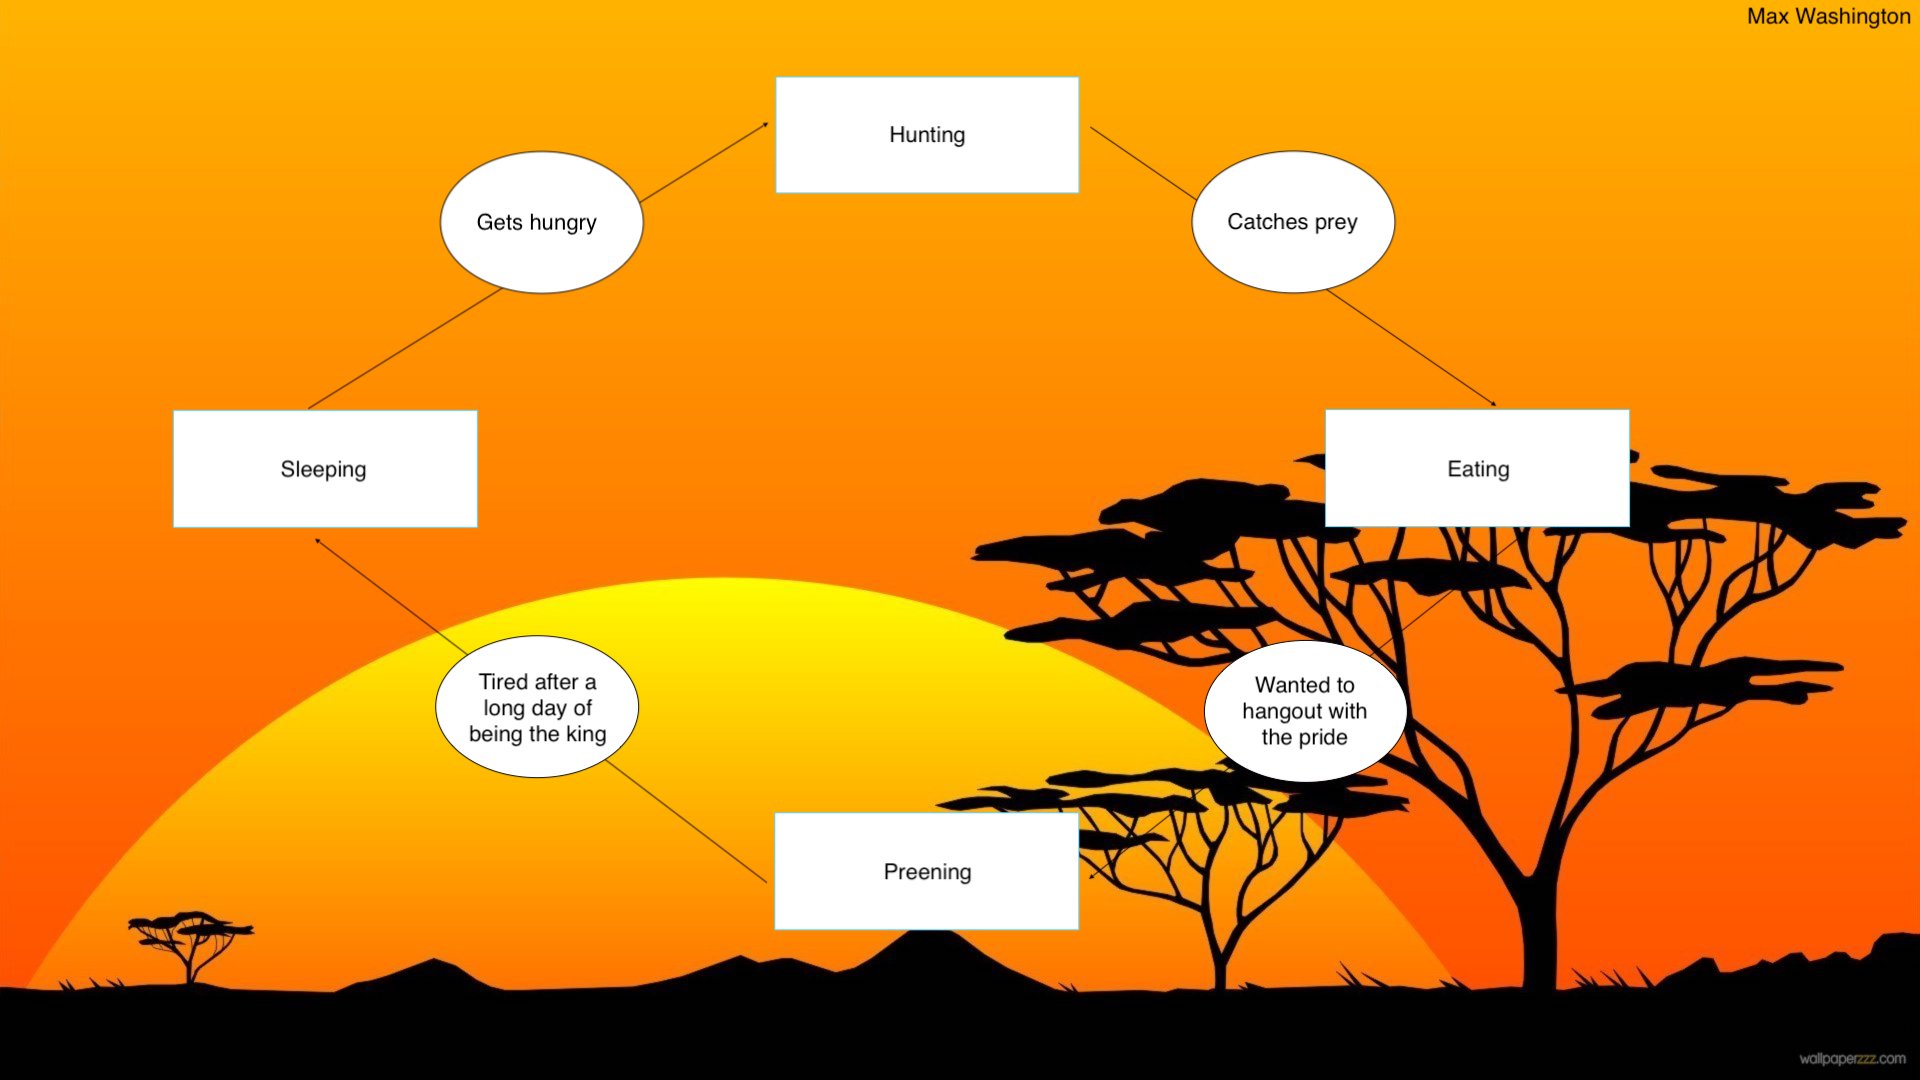 Max Washington
Hunting
Gets hungry
Catches prey
Sleeping
Eating
Tired after a
long day of
being the king
Wanted to
hangout with
the pride
Preening
wallpaperzzz.com